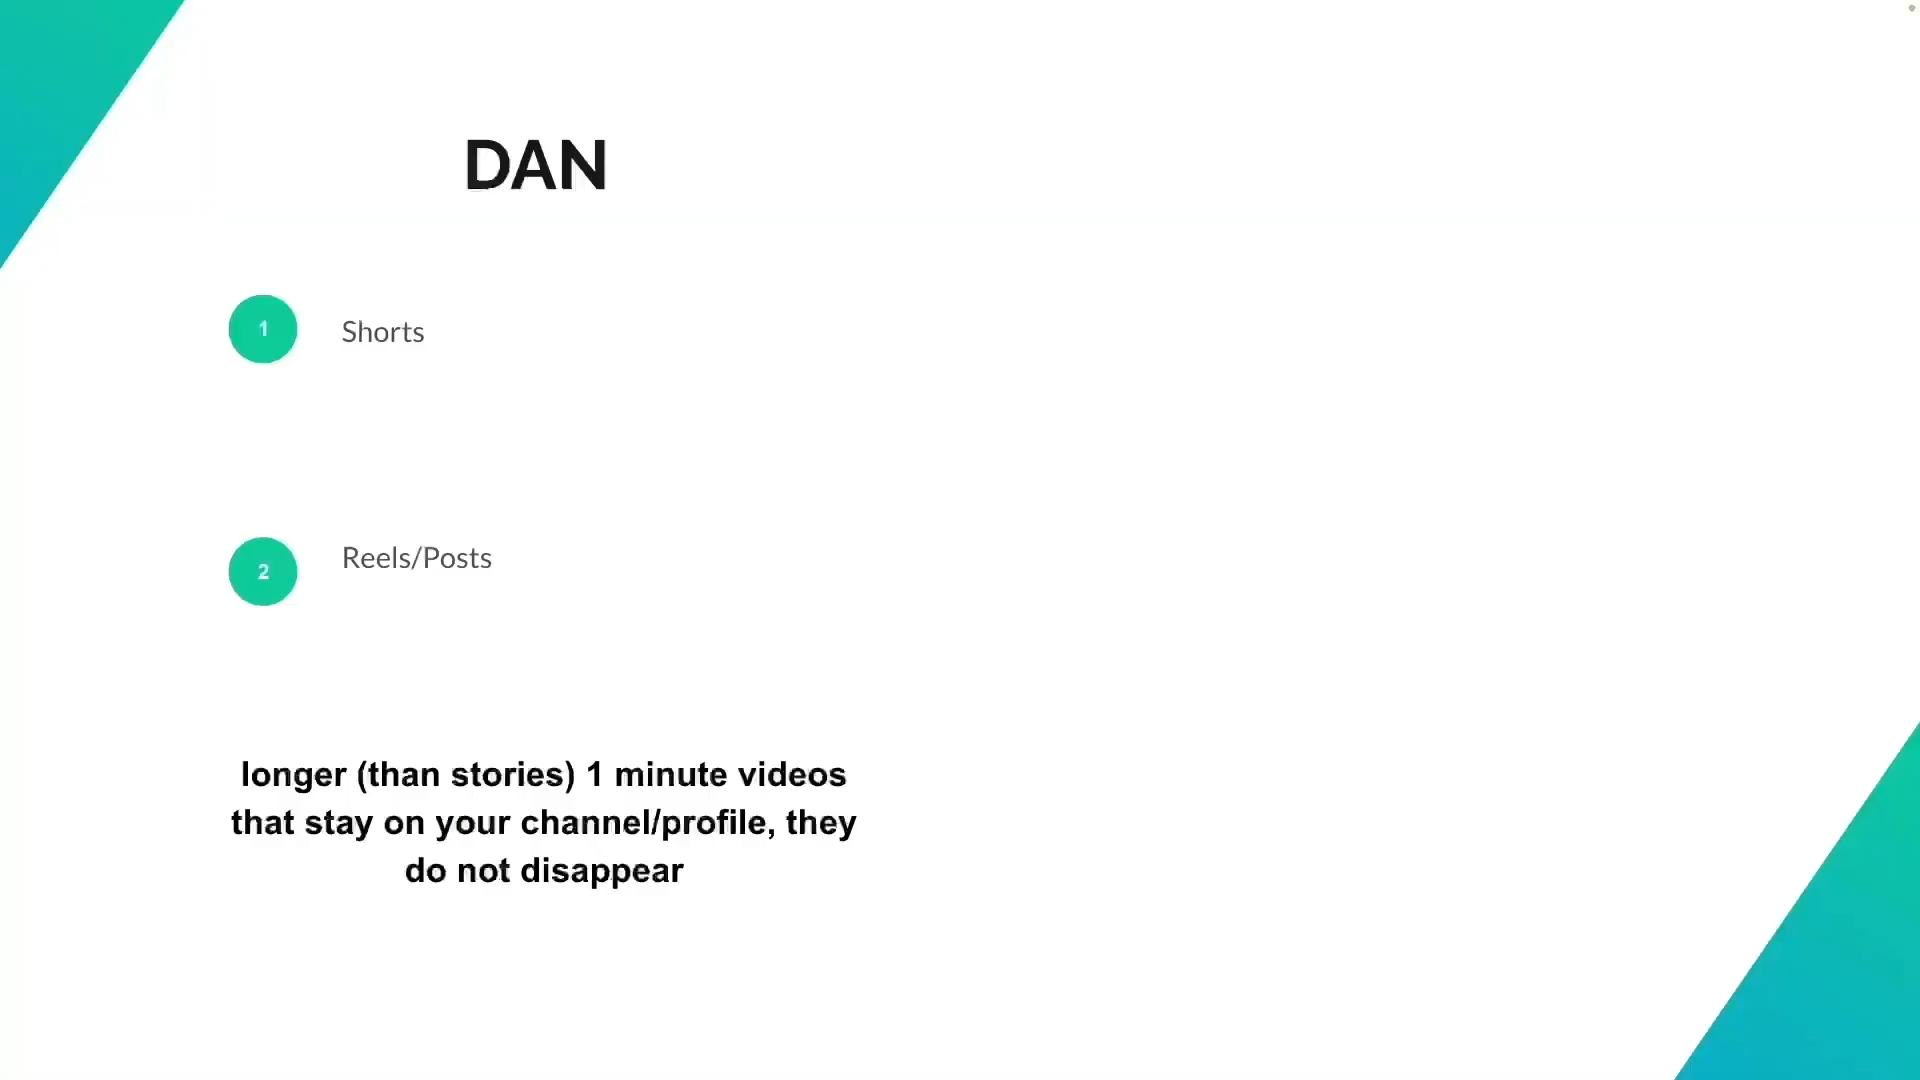 DAN
1 Shorts
2 Reels/Posts
longer (than stories) 1 minute videos
that stay on your channel/profile, they
do not disappear